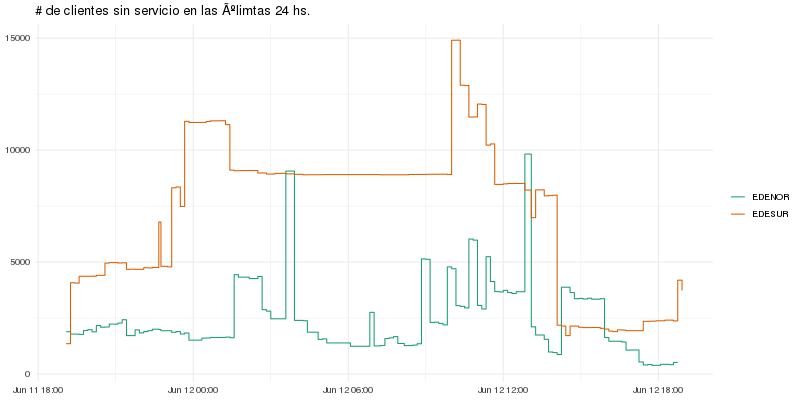 # de clientes sin servicio en las Ãºlimtas 24 hs.
15000
10000
5000
0
Jun 11 18:00 Jun 12 00:00 Jun 12 06:00 Jun 12 12:00 Jun 12 18:00
EDENOR
EDESUR